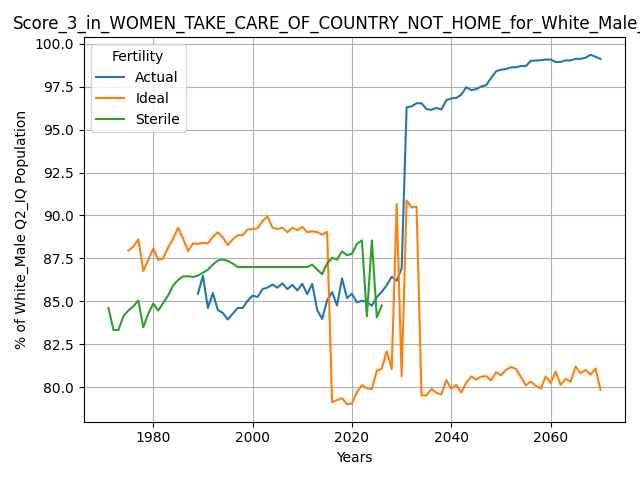 Score_3_in_WOMEN_TAKE_CARE_OF_COUNTRY_NOT_HOME_for_White_Male_
100.0
97.5
95.0
92.5
90.0
87.5
85.0
82.5
80.0
% of White_Male Q2_IQ Population
Fertility
Actual
Ideal
Sterile
1980 2000 2020 2040 2060
Years